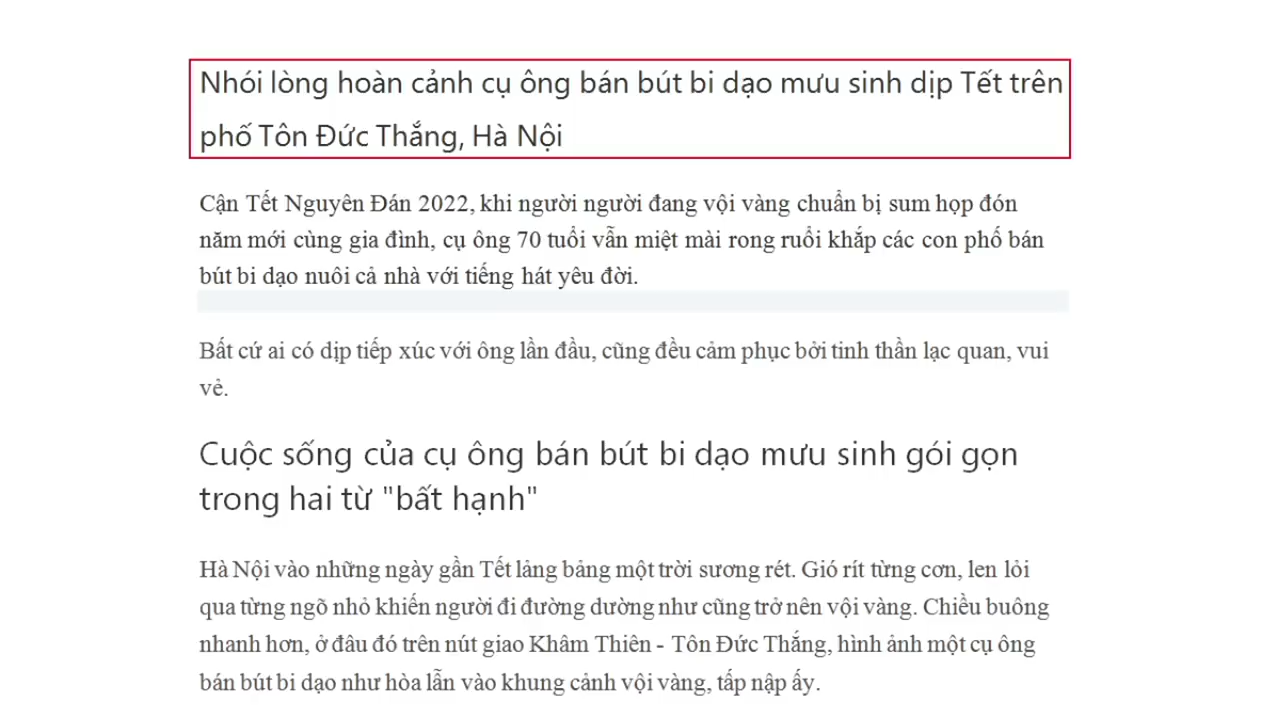 Nhói lòng hoàn cảnh cụ ông bán bút bi dạo mưu sinh dịp Tết trên
phố Tôn Đức Thắng, Hà Nội
Cận Tết Nguyên Đán 2022, khi người người đang vội vàng chuẩn bị sum họp đón
năm mới cùng gia đình, cụ ông 70 tuổi vẫn miệt mài rong ruổi khắp các con phố bán
bút bi dạo nuôi cả nhà với tiếng hát yêu đời.
Bất cứ ai có dịp tiếp xúc với ông lần đầu, cũng đều cảm phục bởi tinh thần lạc quan, vui
vẻ.
Cuộc sống của cụ ông bán bút bi dạo mưu sinh gói gọn
trong hai từ "bất hạnh"
Hà Nội vào những ngày gần Tết lảng bảng một trời sương rét. Gió rít từng cơn, len lỏi
qua từng ngõ nhỏ khiến người đi đường dường như cũng trở nên vội vàng. Chiều buông
nhanh hơn, ở đâu đó trên nút giao Khâm Thiên - Tôn Đức Thắng, hình ảnh một cụ ông
bán bút bi dạo như hòa lẫn vào khung cảnh vội vàng, tấp nập ấy.